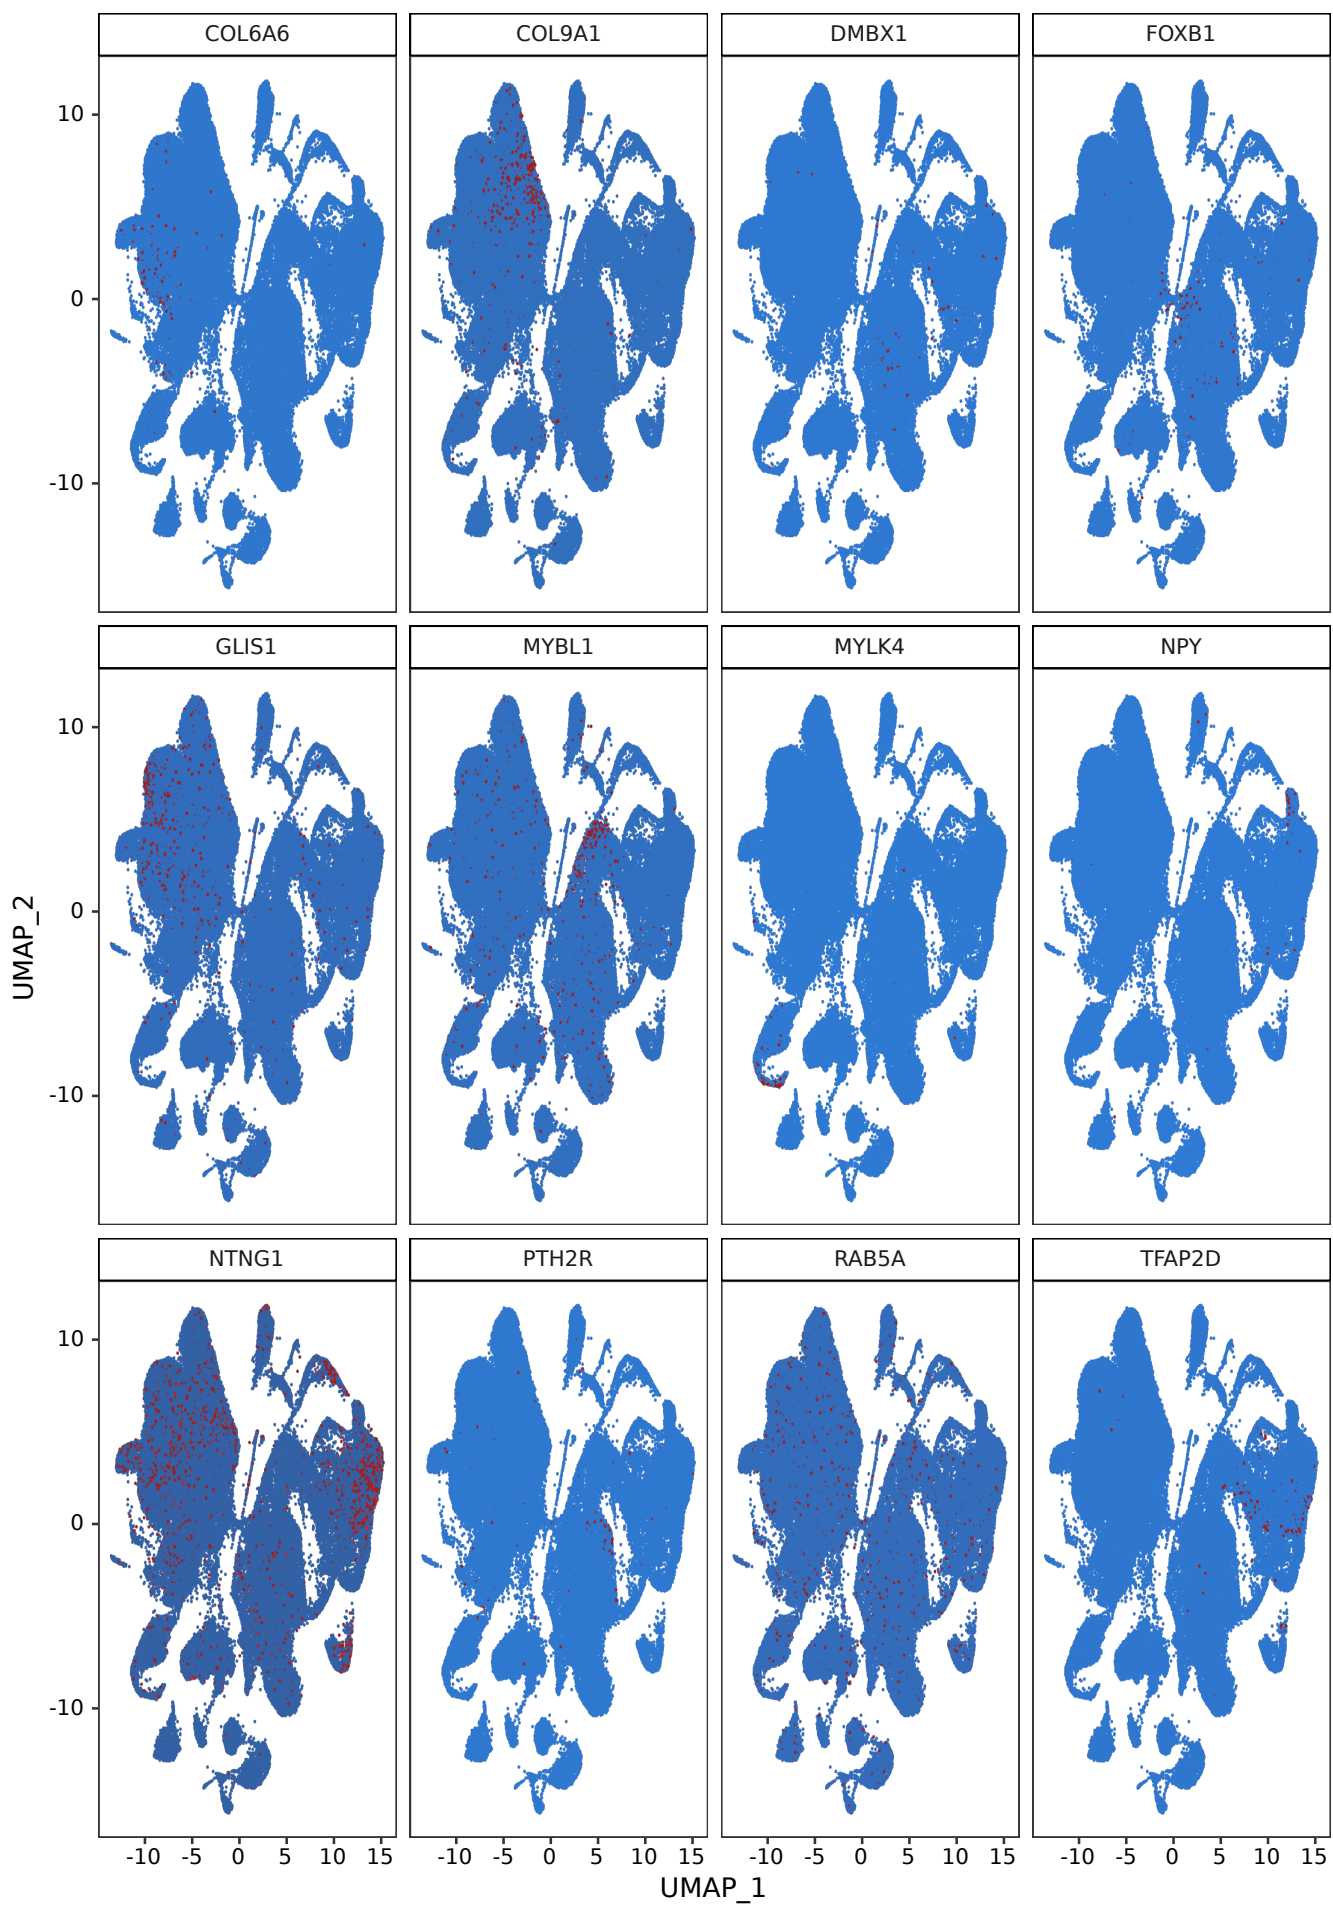 COL6A6 COL9A1 DMBX1 FOXB1
10
0
-10
GLIS1 MYBL1 MYLK4 NPY
10
0
-10
UMAP_2
NTNG1 PTH2R RAB5A TFAP2D
10
0
-10
-10 -5 0 5 10 15 -10 -5 0 5 10 15 -10 -5 0 5 10 15 -10 -5 0 5 10 15
UMAP_1